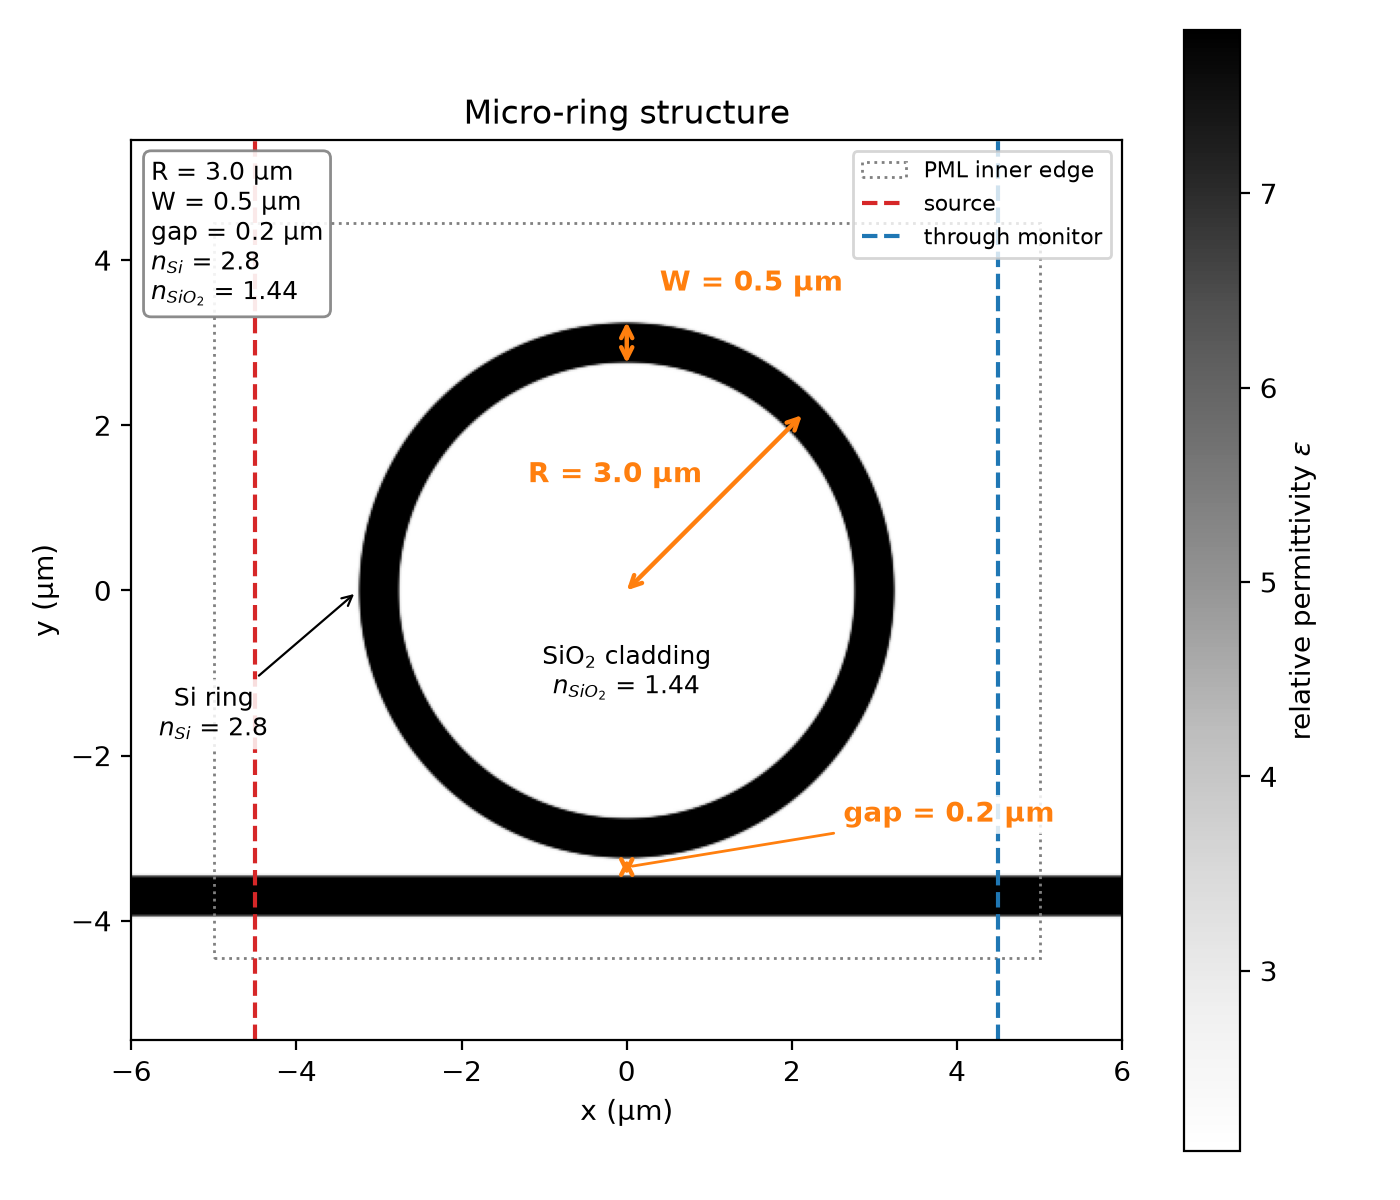 Micro-ring structure
R = 3.0 μm
W = 0.5 μm
gap = 0.2 μm
n_Si = 2.8
n_SiO₂ = 1.44
PML inner edge
source
through monitor
W = 0.5 μm
R = 3.0 μm
SiO₂ cladding
n_SiO₂ = 1.44
Si ring
n_Si = 2.8
gap = 0.2 μm
4
2
0
−2
−4
y (μm)
−6
−4
−2
0
2
4
6
x (μm)
7
6
5
4
3
relative permittivity ε